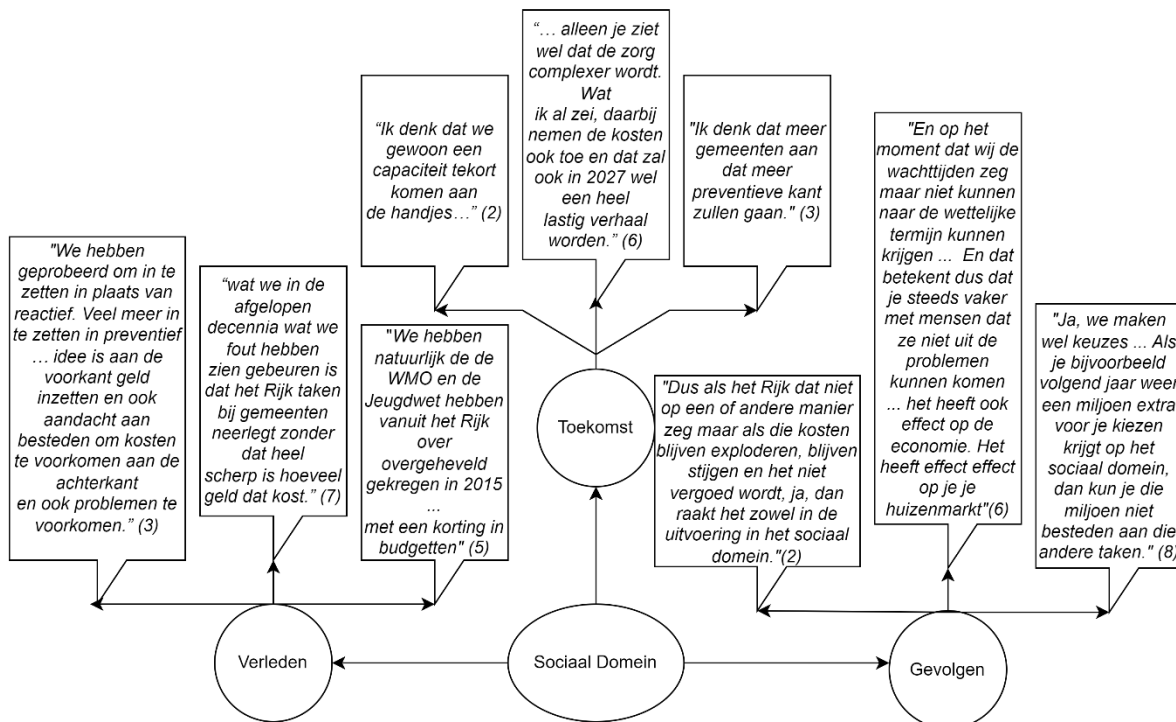 "We hebben
geprobeerd om in te
zetten in plaats van
reactief. Veel meer in
te zetten in preventief
... idee is aan de
voorkant geld
inzetten en ook
aandacht aan
besteden om kosten
te voorkomen aan de
achterkant
en ook problemen te
voorkomen.” (3)
“wat we in de
afgelopen
decennia wat we
fout hebben
zien gebeuren is
dat het Rijk taken
bij gemeenten
neerlegt zonder
dat heel
scherp is hoeveel
geld dat kost.” (7)
"We hebben
natuurlijk de de
WMO en de
Jeugdwet hebben
vanuit het Rijk
over
overgeheveld
gekregen in 2015
...
met een korting in
budgetten" (5)
“Ik denk dat we
gewoon een
capaciteit tekort
komen aan
de handjes…” (2)
“… alleen je ziet
wel dat de zorg
complexer wordt.
Wat
ik al zei, daarbij
nemen de kosten
ook toe en dat zal
ook in 2027 wel
een heel
lastig verhaal
worden.” (6)
"Ik denk dat meer
gemeenten aan
dat meer
preventieve kant
zullen gaan." (3)
"Dus als het Rijk dat niet
op een of andere manier
zeg maar als die kosten
blijven exploderen, blijven
stijgen en het niet
vergoed wordt, ja, dan
raakt het zowel in de
uitvoering in het sociaal
domein."(2)
"En op het
moment dat wij de
wachttijden zeg
maar niet kunnen
naar de wettelijke
termijn kunnen
krijgen ... En dat
betekent dus dat
je steeds vaker
met mensen dat
ze niet uit de
problemen
kunnen komen
... het heeft ook
effect op de
economie. Het
heeft effect effect
op je je
huizenmarkt"(6)
"Ja, we maken
wel keuzes ... Als
je bijvoorbeeld
volgend jaar weer
een miljoen extra
voor je kiezen
krijgt op het
sociaal domein,
dan kun je die
miljoen niet
besteden aan die
andere taken." (8)
Toekomst
Verleden
Sociaal Domein
Gevolgen